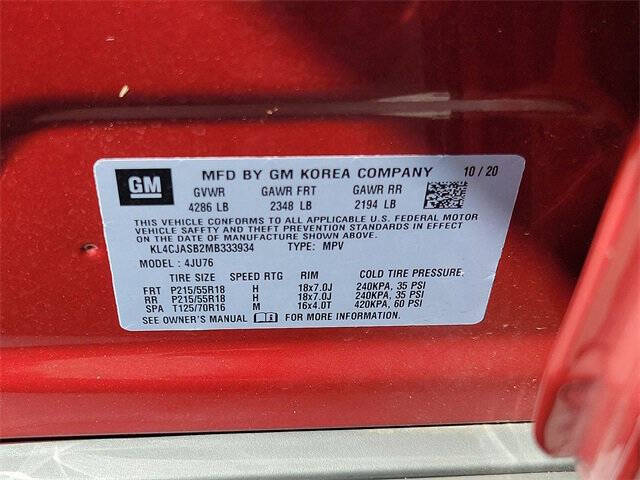 GM MFD BY GM KOREA COMPANY 10/20
GVWR GAWR FRT GAWR RR
4286 LB 2348 LB 2194 LB
THIS VEHICLE CONFORMS TO ALL APPLICABLE U.S. FEDERAL MOTOR
VEHICLE SAFETY AND THEFT PREVENTION STANDARDS IN EFFECT ON
THE DATE OF MANUFACTURE SHOWN ABOVE.
KL4CJASB2MB333934 TYPE: MPV
MODEL : 4JU76
TIRE SIZE SPEED RTG RIM COLD TIRE PRESSURE
FRT P215/55R18 H 18x7.0J 240KPA, 35 PSI
RR P215/55R18 H 18x7.0J 240KPA, 35 PSI
SPA T125/70R16 M 16x4.0T 420KPA, 60 PSI
SEE OWNER'S MANUAL FOR MORE INFORMATION.